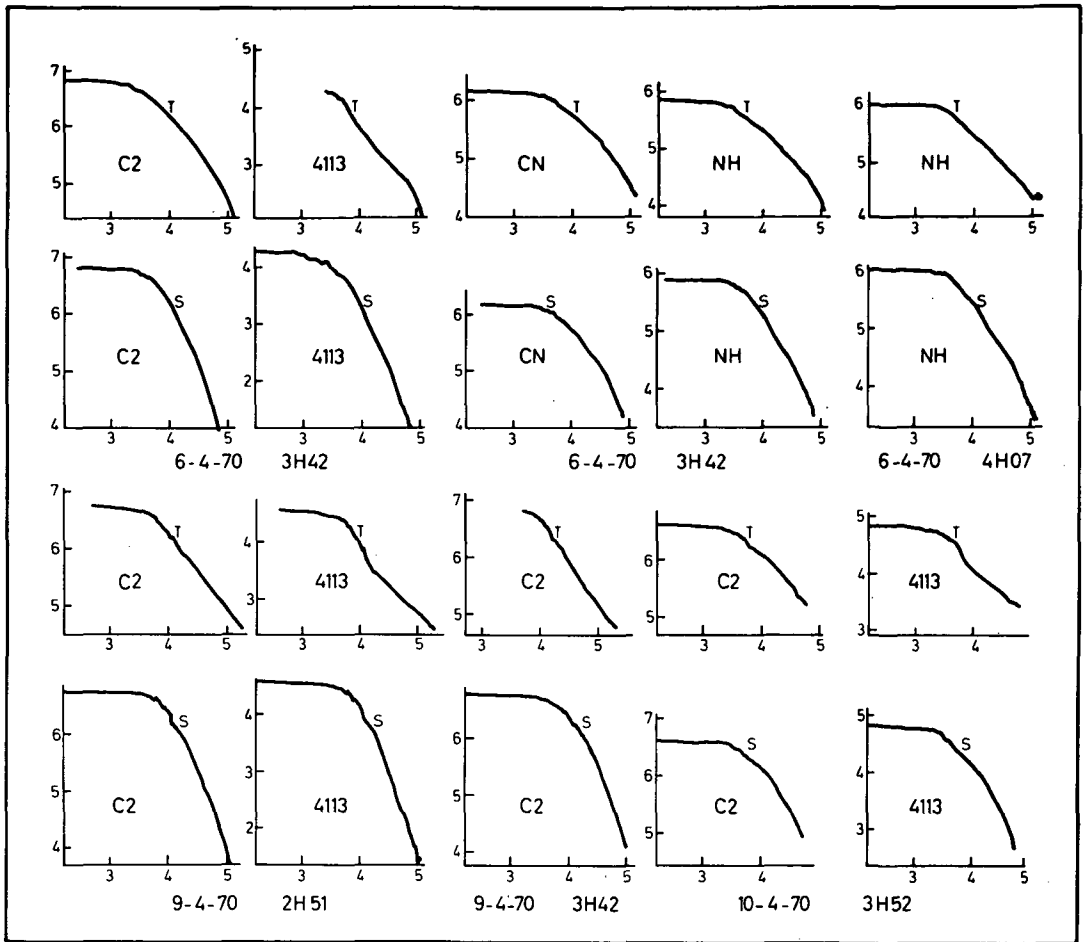 7
T
6
C2
5
3 4 5
5
4 T
3 4113
3 4 5
6 T
5 CN
4
3 4 5
6 T
5 NH
4
3 4 5
6 T
5 NH
4
3 4 5
7
6 S
C2
5
4
3 4 5
4
3 S
4113
2
3 4 5
6 S
5 CN
4
3 4 5
6
5 S
NH
4
3 4 5
6
5 S
NH
4
3 4 5
6-4-70 3H42
6-4-70 3H42
6-4-70 4H07
7
6 T
C2
5
3 4 5
4 T
4113
3
3 4 5
7
6 T
C2
5
3 4 5
6 T
C2
5
3 4 5
5 T
4 4113
3
3 4
6 S
5 C2
4
3 4 5
4 S
3 4113
2
3 4 5
6 S
5 C2
4
3 4 5
7
6 S
C2
5
3 4
5
4 S
4113
3
3 4 5
9-4-70 2H51
9-4-70 3H42
10-4-70 3H52